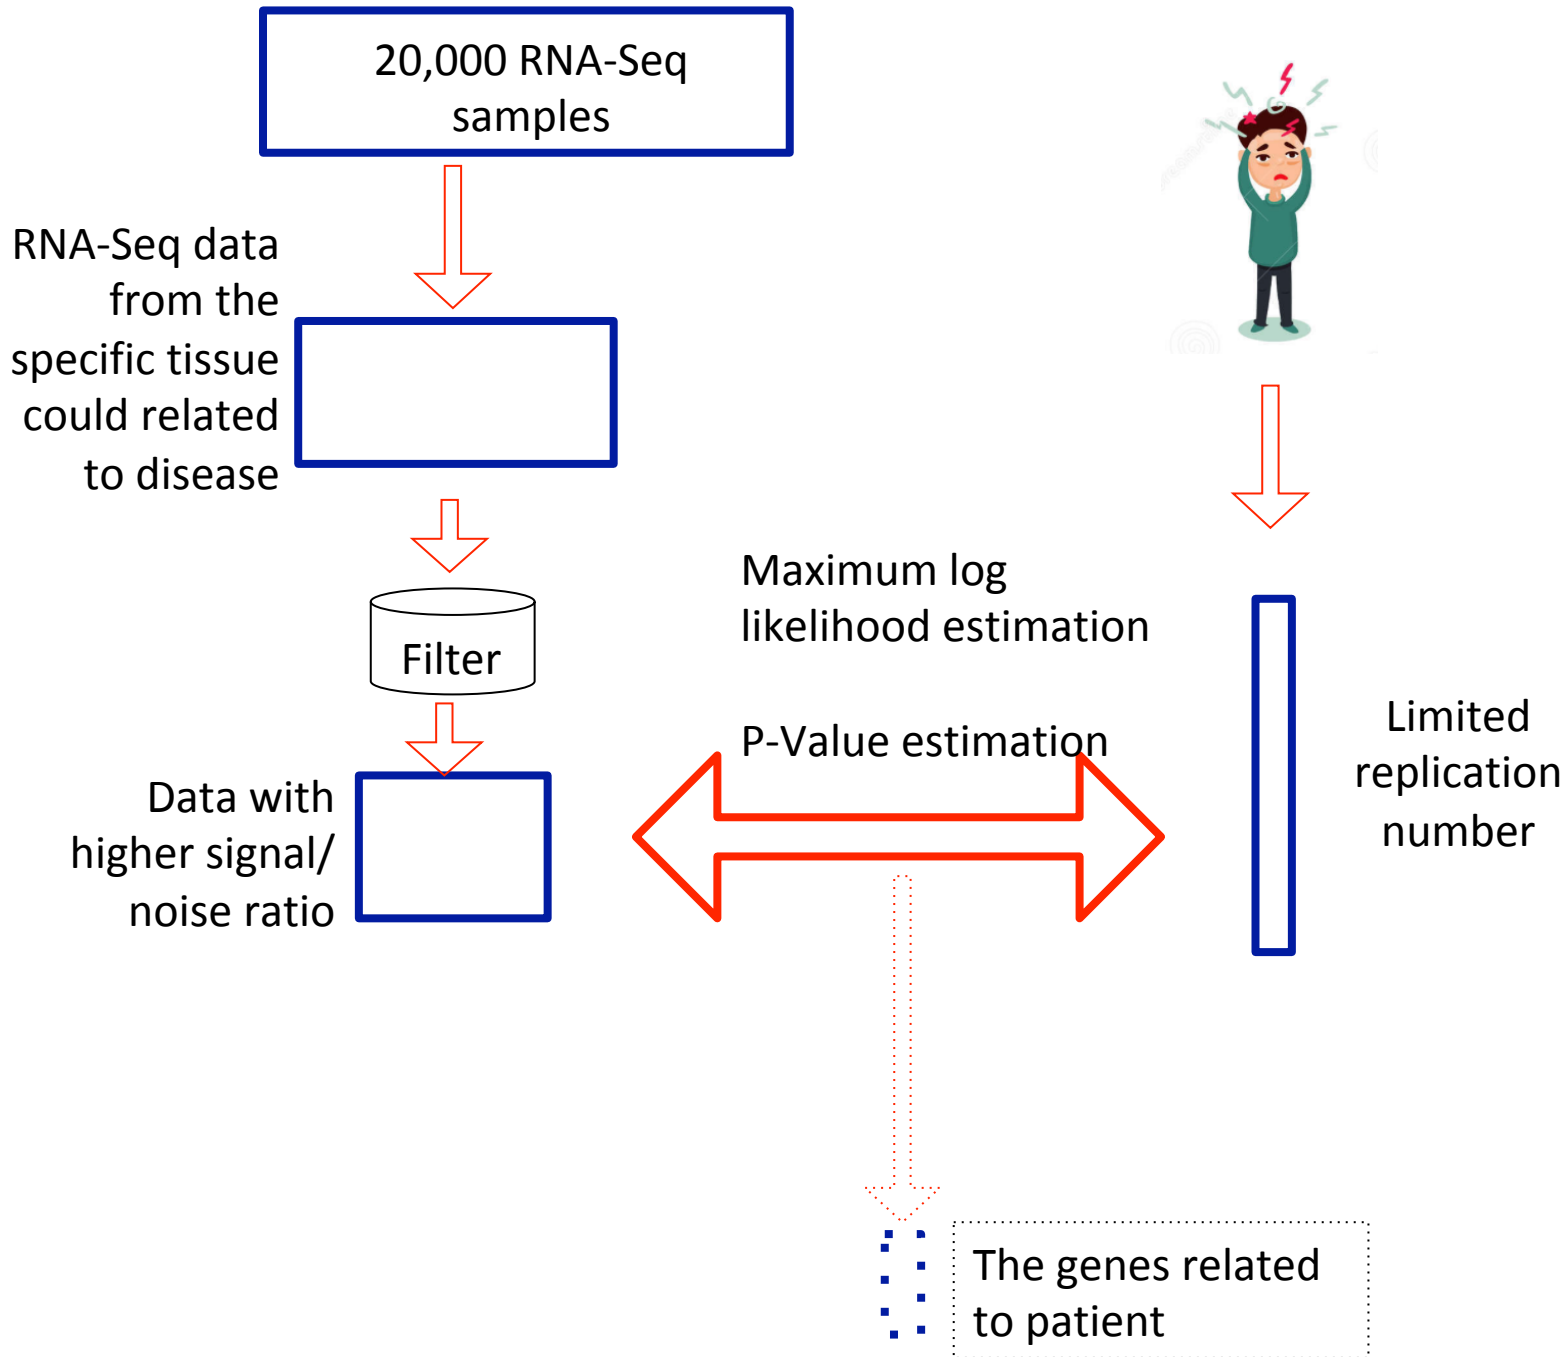 20,000 RNA-Seq
samples
RNA-Seq data
from the
specific tissue
could related
to disease
Filter
Maximum log
likelihood estimation
P-Value estimation
Limited
replication
number
Data with
higher signal/
noise ratio
The genes related
to patient